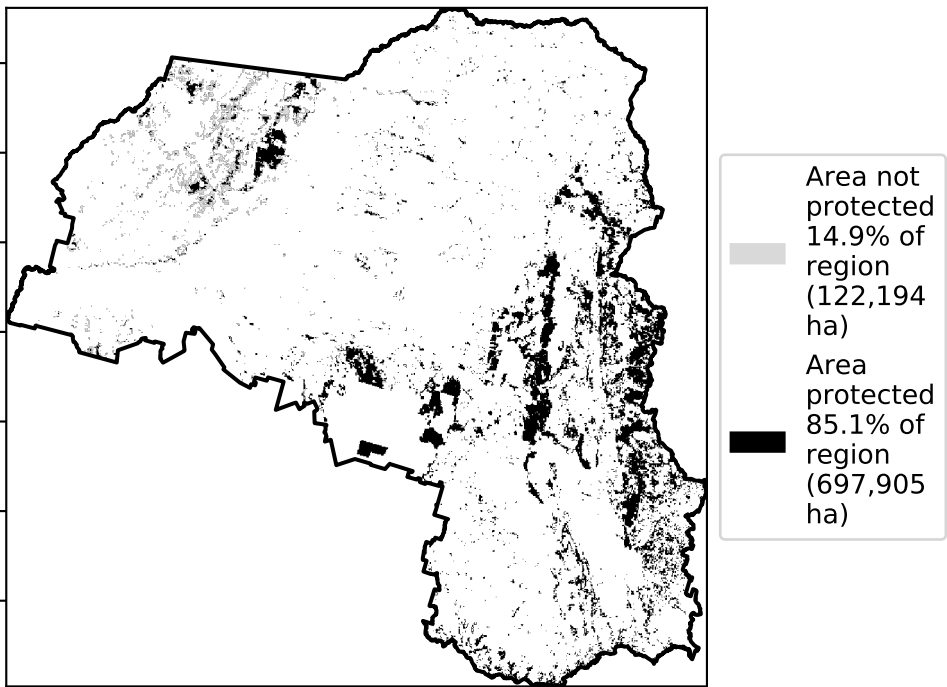 Area not
protected
14.9% of
region
(122,194
ha)
Area
protected
85.1% of
region
(697,905
ha)